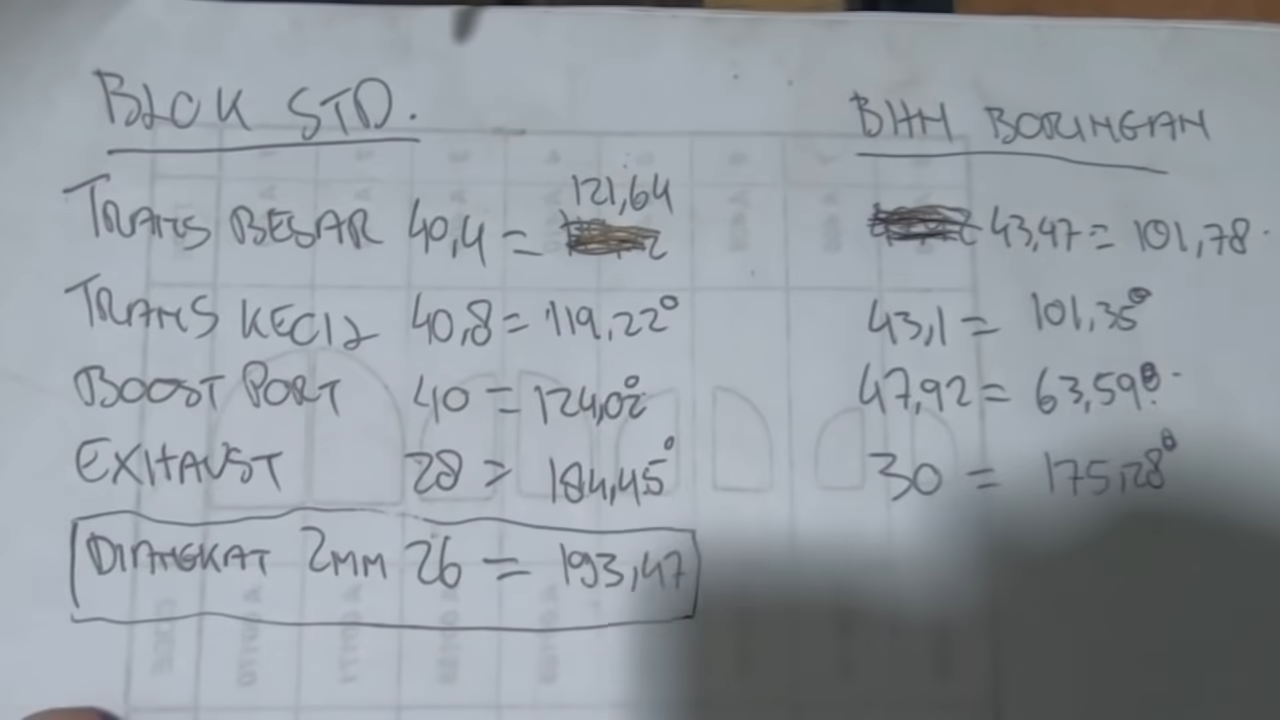 BLOK STD.
TRANS BESAR 40,4 = 121,64
TRANS KECIL 40,8 = 119,22°
BOOST PORT 40 = 124,02°
EXHAUST 28 = 184,45°
DIANGKAT 2MM 26 = 193,47
BHN BORINGAN
43,47 = 101,78
43,1 = 101,35°
47,92 = 63,59°
30 = 175,28°